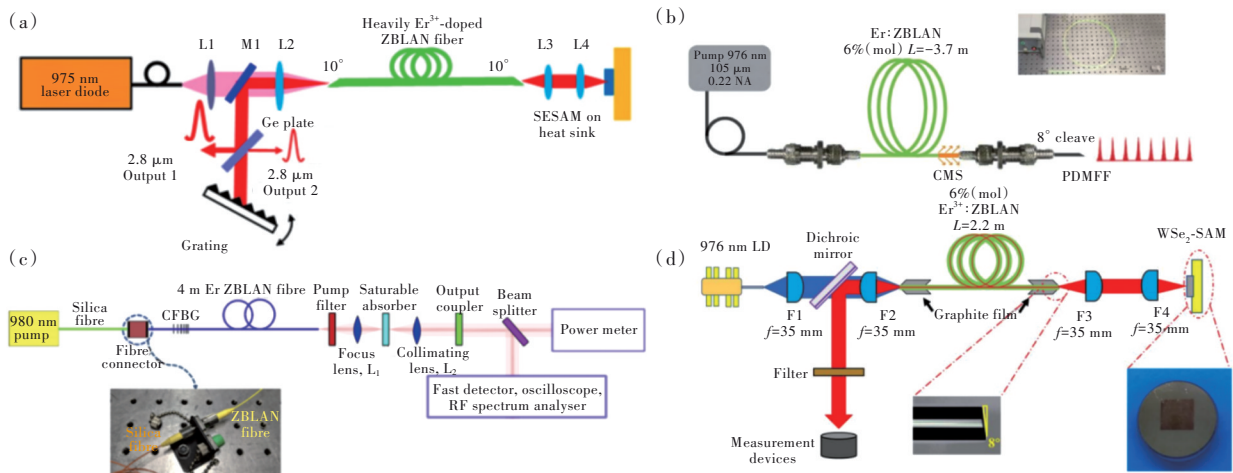 (a)
Heavily Er³⁺-doped
ZBLAN fiber
L1
M1
L2
L3
L4
975 nm
laser diode
10°
10°
Ge plate
SESAM on
heat sink
2.8 μm
Output 1
2.8 μm
Output 2
Grating
(b)
Er:ZBLAN
6%(mol) L=−3.7 m
Pump 976 nm
105 μm
0.22 NA
8° cleave
CMS
PDMFF
(c)
4 m Er ZBLAN fibre
Pump
filter
Saturable
absorber
Output
coupler
Beam
splitter
Silica
fibre
CFBG
980 nm
pump
Power meter
Fibre
connector
Focus
lens, L₁
Collimating
lens, L₂
Fast detector, oscilloscope,
RF spectrum analyser
ZBLAN
fibre
Silica
fibre
(d)
6%(mol)
Er³⁺:ZBLAN
L=2.2 m
WSe₂-SAM
976 nm LD
Dichroic
mirror
F1
f=35 mm
F2
f=35 mm
Graphite film
F3
f=35 mm
F4
f=35 mm
Filter
8°
Measurement
devices